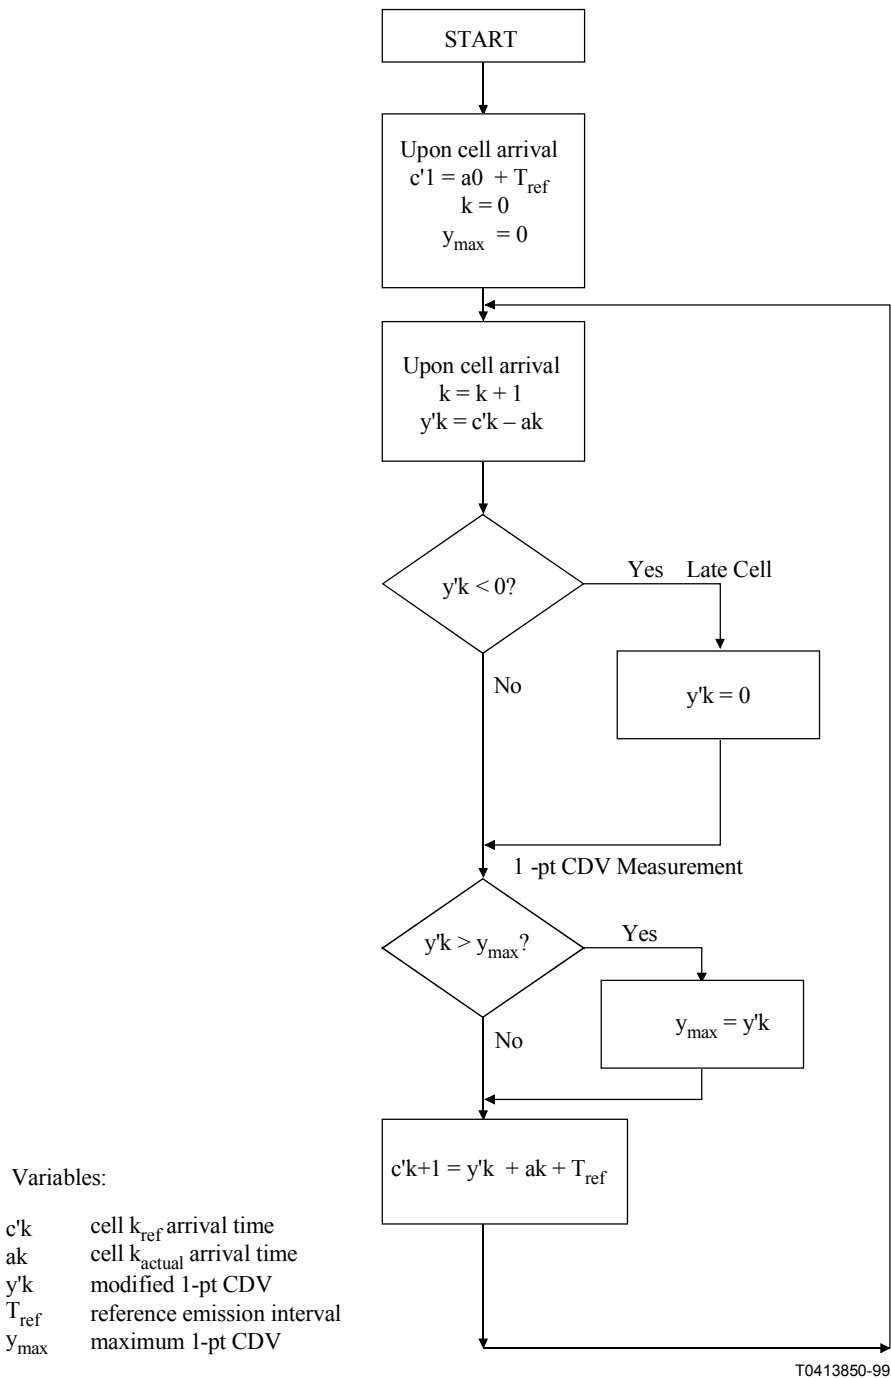 START
Upon cell arrival
c'1 = a0 + Tref
k = 0
ymax = 0
Upon cell arrival
k = k + 1
y'k = c'k – ak
y'k < 0?
Yes Late Cell
No
y'k = 0
1 -pt CDV Measurement
y'k > ymax?
Yes
No
ymax = y'k
c'k+1 = y'k + ak + Tref
Variables:
c'k cell kref arrival time
ak cell kactual arrival time
y'k modified 1-pt CDV
Tref reference emission interval
ymax maximum 1-pt CDV
T0413850-99